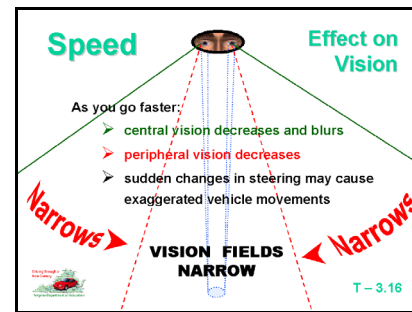 Speed
Effect on
Vision
As you go faster:
central vision decreases and blurs
peripheral vision decreases
sudden changes in steering may cause
exaggerated vehicle movements
Narrows
Narrows
VISION FIELDS
NARROW
T – 3.16